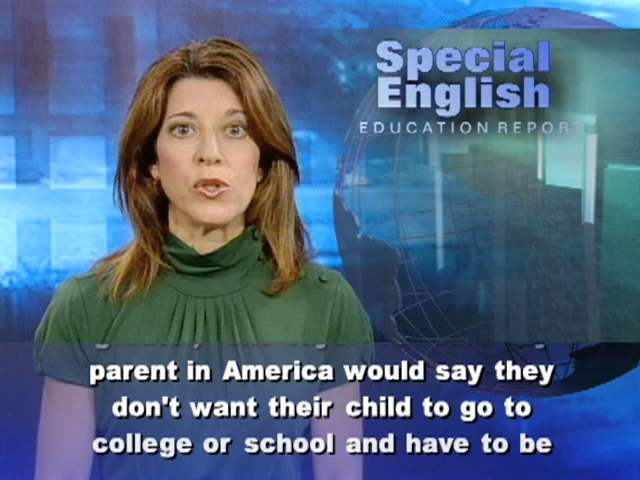 Special
English
EDUCATION REPORT
parent in America would say they
don't want their child to go to
college or school and have to be